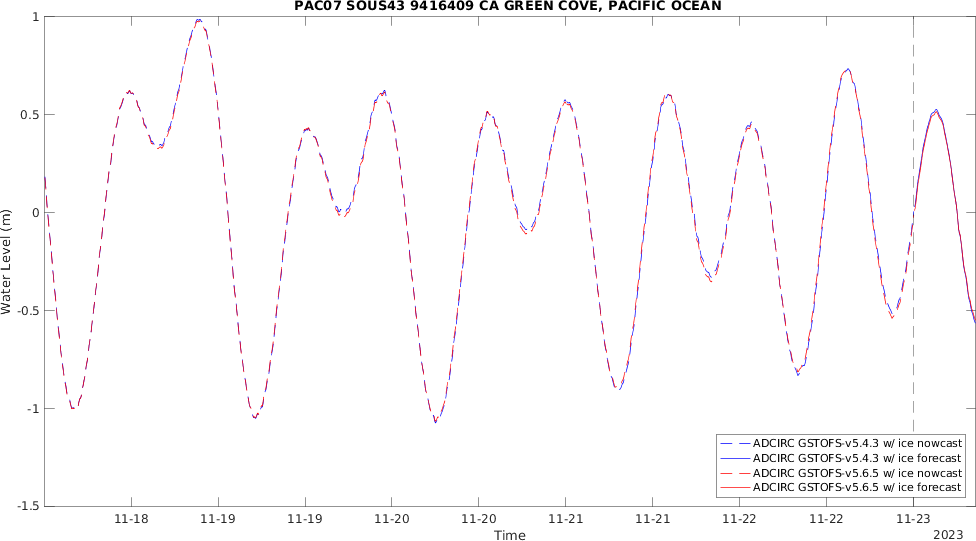 PAC07 SOUS43 9416409 CA GREEN COVE, PACIFIC OCEAN
1
0.5
0
-0.5
-1
-1.5
Water Level (m)
ADCIRC GSTOFS-v5.4.3 w/ ice nowcast
ADCIRC GSTOFS-v5.4.3 w/ ice forecast
ADCIRC GSTOFS-v5.6.5 w/ ice nowcast
ADCIRC GSTOFS-v5.6.5 w/ ice forecast
11-18 11-19 11-19 11-20 11-20 11-21 11-21 11-22 11-22 11-23
Time
2023